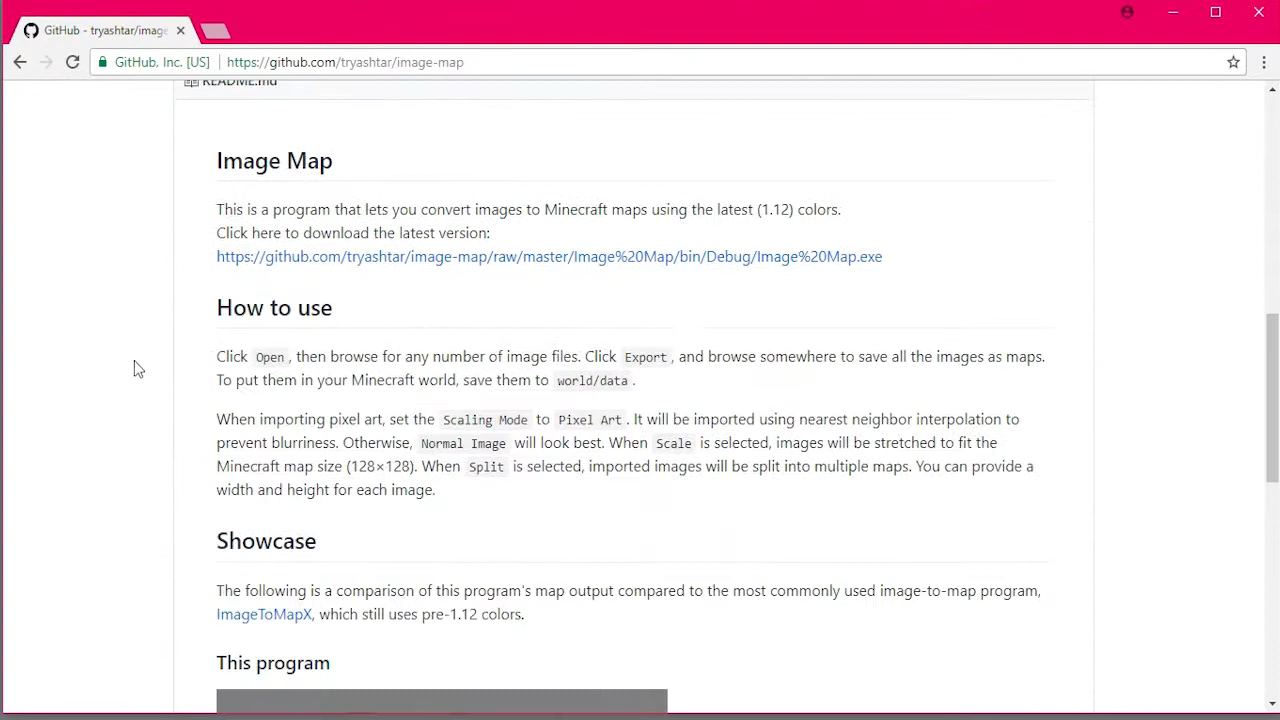 GitHub - tryashtar/image
GitHub, Inc. [US]
https://github.com/tryashtar/image-map
README.md
Image Map
This is a program that lets you convert images to Minecraft maps using the latest (1.12) colors.
Click here to download the latest version:
https://github.com/tryashtar/image-map/raw/master/Image%20Map/bin/Debug/Image%20Map.exe
How to use
Click Open, then browse for any number of image files. Click Export, and browse somewhere to save all the images as maps.
To put them in your Minecraft world, save them to world/data.
When importing pixel art, set the Scaling Mode to Pixel Art. It will be imported using nearest neighbor interpolation to
prevent blurriness. Otherwise, Normal Image will look best. When Scale is selected, images will be stretched to fit the
Minecraft map size (128×128). When Split is selected, imported images will be split into multiple maps. You can provide a
width and height for each image.
Showcase
The following is a comparison of this program's map output compared to the most commonly used image-to-map program,
ImageToMapX, which still uses pre-1.12 colors.
This program